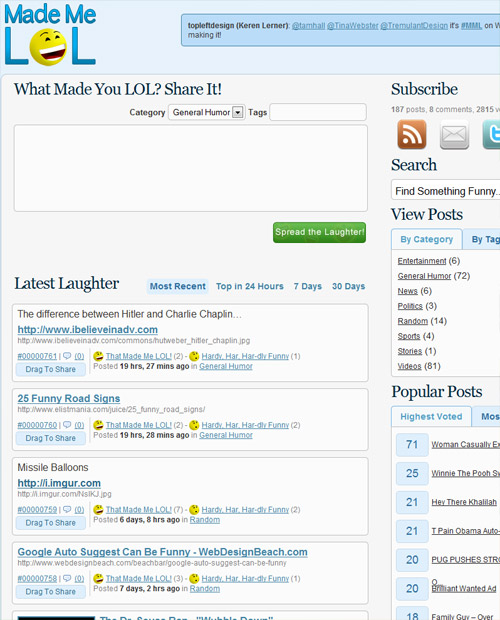 Made Me
LOL
topleftdesign (Keren Lerner): @tamhall @TinaWebster @TremulantDesign it's #MML on W
making it!
What Made You LOL? Share It!
Category General Humor Tags
Spread the Laughter!
Subscribe
187 posts, 8 comments, 2815 v
Search
Find Something Funny..
View Posts
By Category By Tag
Entertainment (6)
General Humor (72)
News (6)
Politics (3)
Random (14)
Sports (4)
Stories (1)
Videos (81)
Latest Laughter Most Recent Top in 24 Hours 7 Days 30 Days
The difference between Hitler and Charlie Chaplin...
http://www.ibelieveinadv.com
http://www.ibelieveinadv.com/commons/hutweber_hitler_chaplin.jpg
#00000761 | (0) That Made Me LOL! (2) - Hardy, Har, Har-dly Funny (1)
Drag To Share Posted 19 hrs, 27 mins ago in General Humor
25 Funny Road Signs
http://www.elistmania.com/juice/25_funny_road_signs/
#00000760 | (0) That Made Me LOL! (2) - Hardy, Har, Har-dly Funny (1)
Drag To Share Posted 19 hrs, 28 mins ago in General Humor
Missile Balloons
http://i.imgur.com
http://i.imgur.com/NsIKJ.jpg
#00000759 | (0) That Made Me LOL! (7) - Hardy, Har, Har-dly Funny (1)
Drag To Share Posted 6 days, 8 hrs ago in Random
Google Auto Suggest Can Be Funny - WebDesignBeach.com
http://www.webdesignbeach.com/beachbar/google-auto-suggest-can-be-funny
#00000758 | (0) That Made Me LOL! (3) - Hardy, Har, Har-dly Funny (1)
Drag To Share Posted 7 days, 2 hrs ago in Random
Popular Posts
Highest Voted Mos
71 Woman Casually Ex
25 Winnie The Pooh Sw
21 Hey There Khalilah
21 T Pain Obama Auto-
20 PUG PUSHES STRO
20 Brilliant Wanted Ad
18 Family Guy – Over